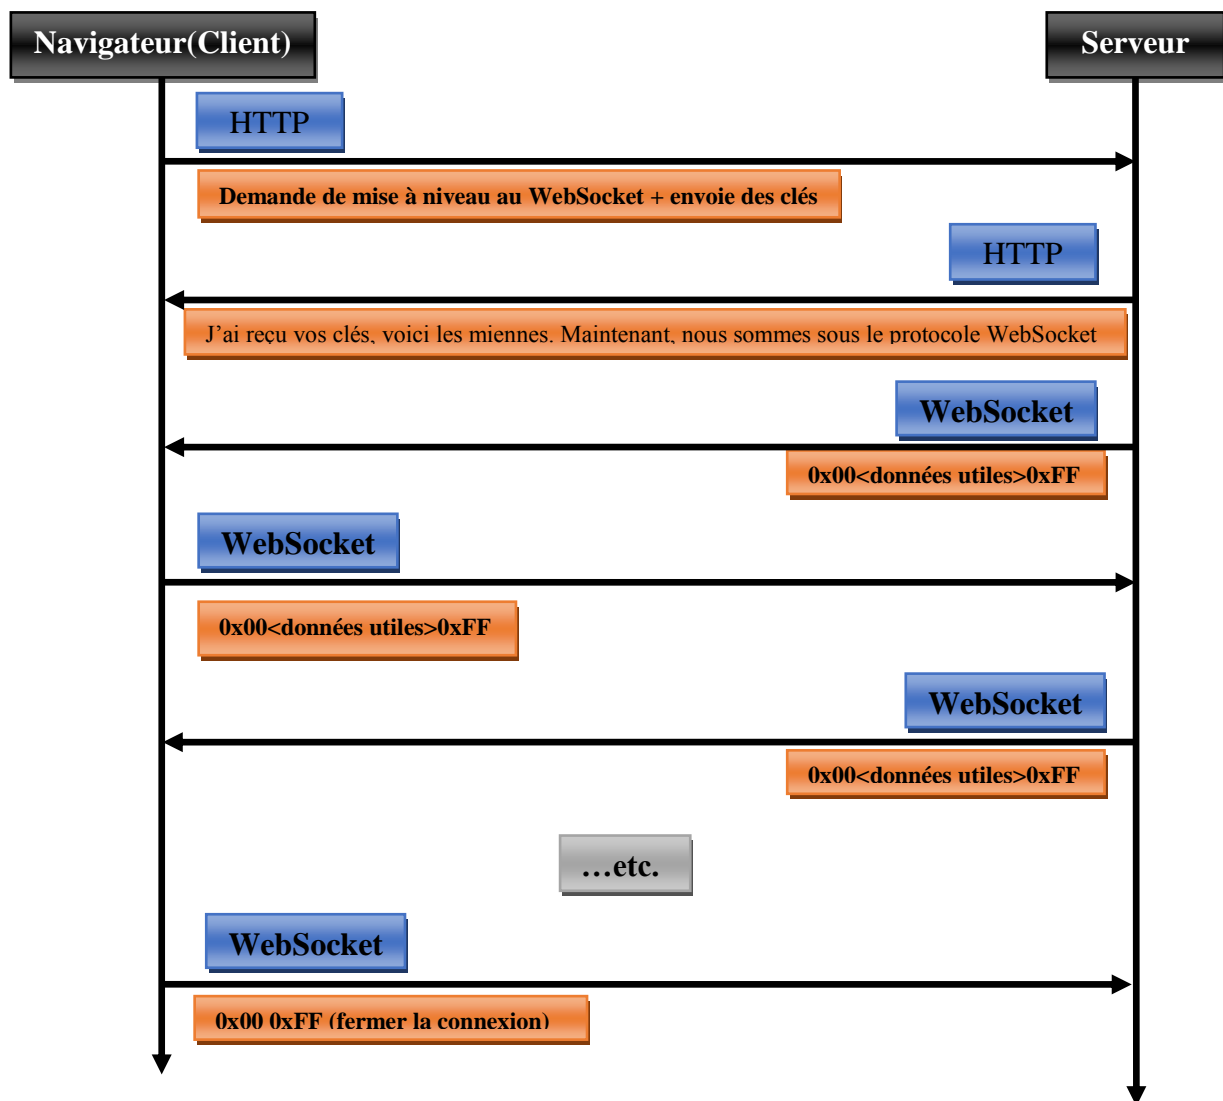 Navigateur(Client)
Serveur
HTTP
Demande de mise à niveau au WebSocket + envoie des clés
HTTP
J’ai reçu vos clés, voici les miennes. Maintenant, nous sommes sous le protocole WebSocket
WebSocket
0x00<données utiles>0xFF
WebSocket
0x00<données utiles>0xFF
WebSocket
0x00<données utiles>0xFF
…etc.
WebSocket
0x00 0xFF (fermer la connexion)